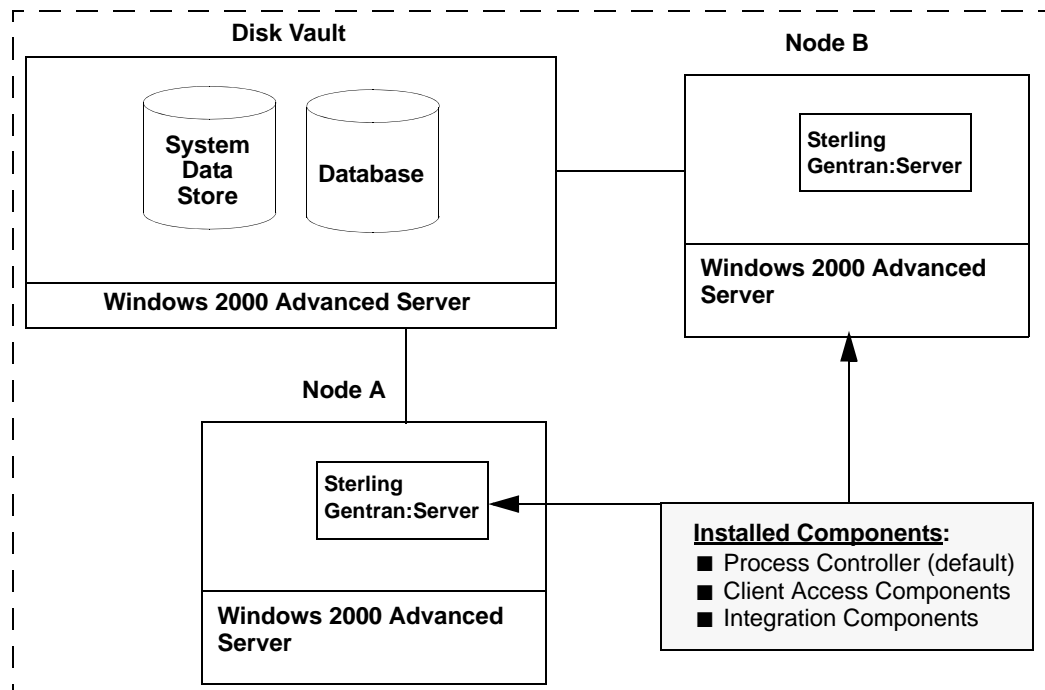 Disk Vault
Node B
System
Data
Store
Database
Sterling
Gentran:Server
Windows 2000 Advanced Server
Windows 2000 Advanced
Server
Node A
Sterling
Gentran:Server
Windows 2000 Advanced
Server
Installed Components:
■ Process Controller (default)
■ Client Access Components
■ Integration Components